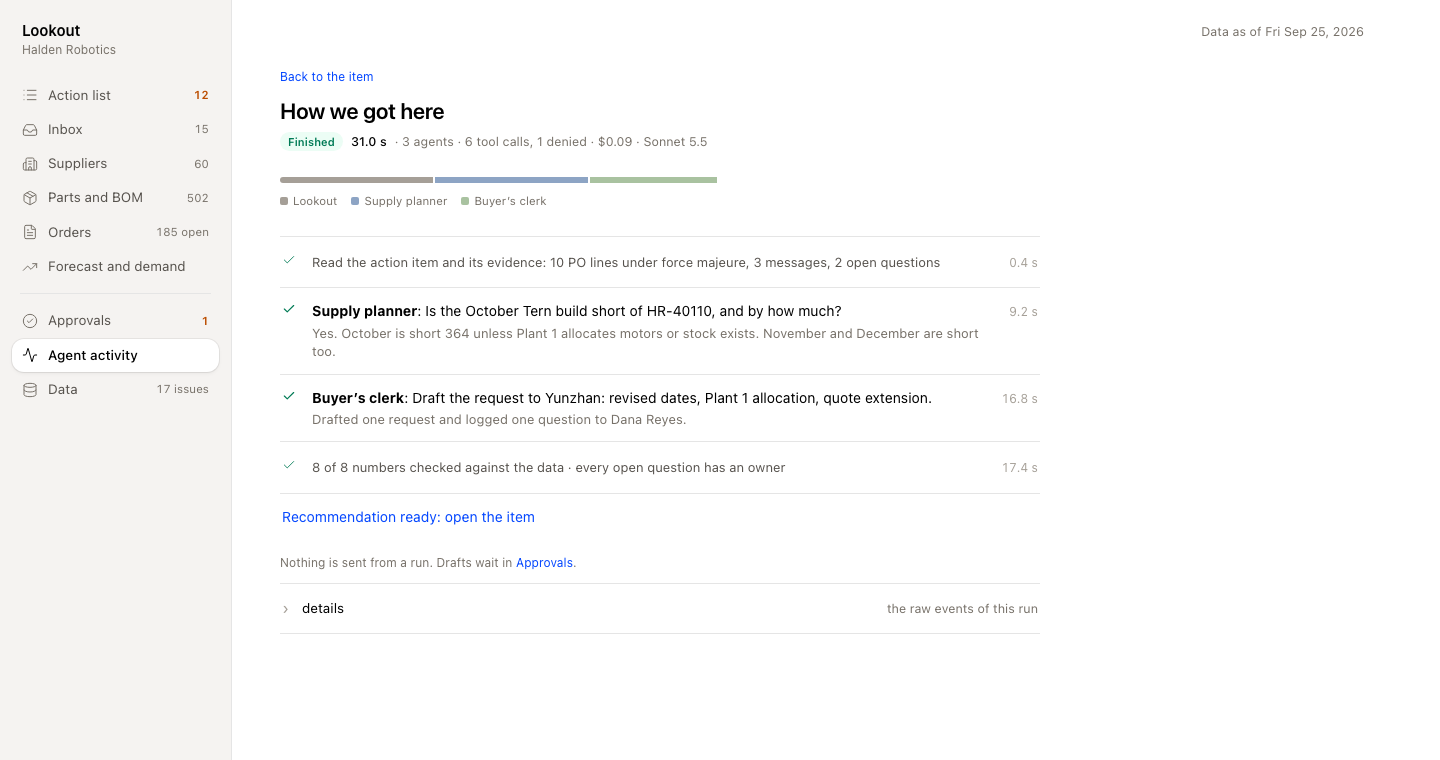 Lookout
Halden Robotics
Action list 12
Inbox 15
Suppliers 60
Parts and BOM 502
Orders 185 open
Forecast and demand
Approvals 1
Agent activity
Data 17 issues
Data as of Fri Sep 25, 2026
Back to the item
How we got here
Finished 31.0 s · 3 agents · 6 tool calls, 1 denied · $0.09 · Sonnet 5.5
Lookout Supply planner Buyer's clerk
Read the action item and its evidence: 10 PO lines under force majeure, 3 messages, 2 open questions 0.4 s
Supply planner: Is the October Tern build short of HR-40110, and by how much? 9.2 s
Yes. October is short 364 unless Plant 1 allocates motors or stock exists. November and December are short
too.
Buyer’s clerk: Draft the request to Yunzhan: revised dates, Plant 1 allocation, quote extension. 16.8 s
Drafted one request and logged one question to Dana Reyes.
8 of 8 numbers checked against the data · every open question has an owner 17.4 s
Recommendation ready: open the item
Nothing is sent from a run. Drafts wait in Approvals.
details the raw events of this run